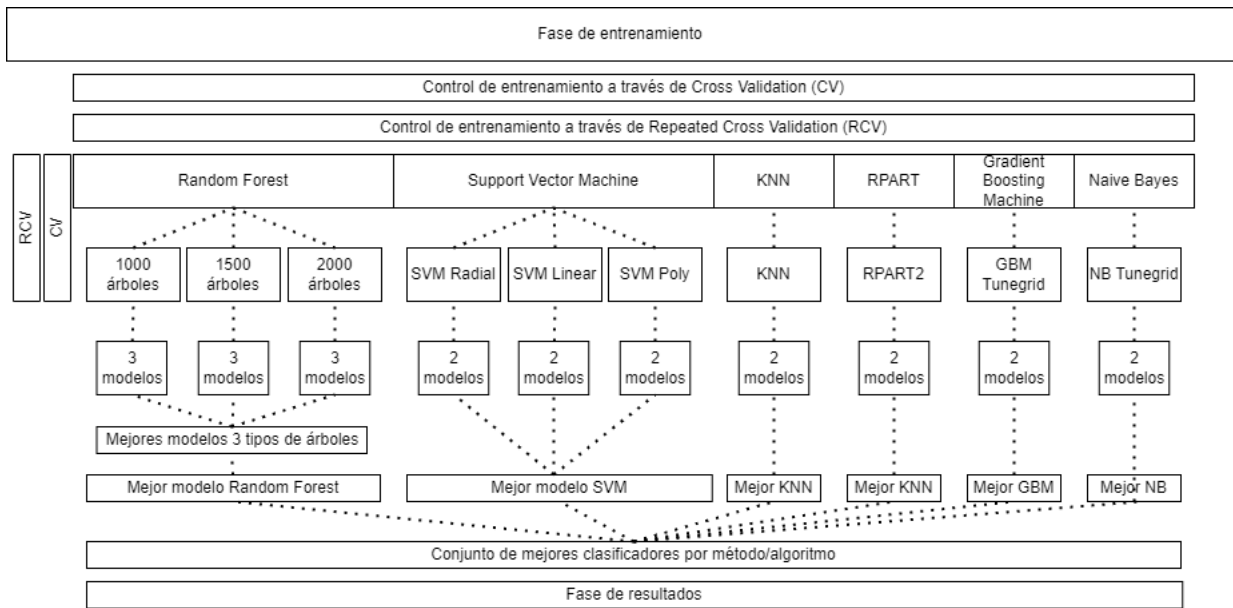 Fase de entrenamiento
Control de entrenamiento a través de Cross Validation (CV)
Control de entrenamiento a través de Repeated Cross Validation (RCV)
RCV
CV
Random Forest
Support Vector Machine
KNN
RPART
Gradient
Boosting
Machine
Naive Bayes
1000
árboles
1500
árboles
2000
árboles
SVM Radial
SVM Linear
SVM Poly
KNN
RPART2
GBM
Tunegrid
NB Tunegrid
3
modelos
3
modelos
3
modelos
2
modelos
2
modelos
2
modelos
2
modelos
2
modelos
2
modelos
2
modelos
Mejores modelos 3 tipos de árboles
Mejor modelo Random Forest
Mejor modelo SVM
Mejor KNN
Mejor KNN
Mejor GBM
Mejor NB
Conjunto de mejores clasificadores por método/algoritmo
Fase de resultados